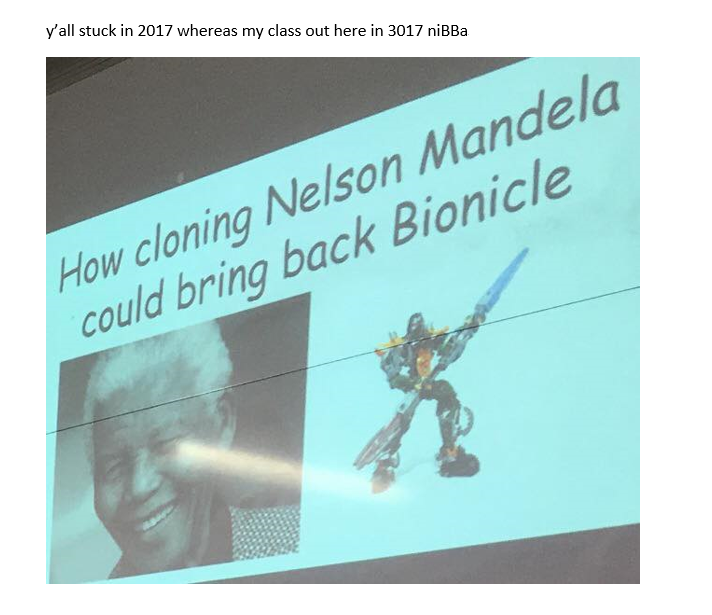 y'all stuck in 2017 whereas my class out here in 3017 niBBa
How cloning Nelson Mandela
could bring back Bionicle